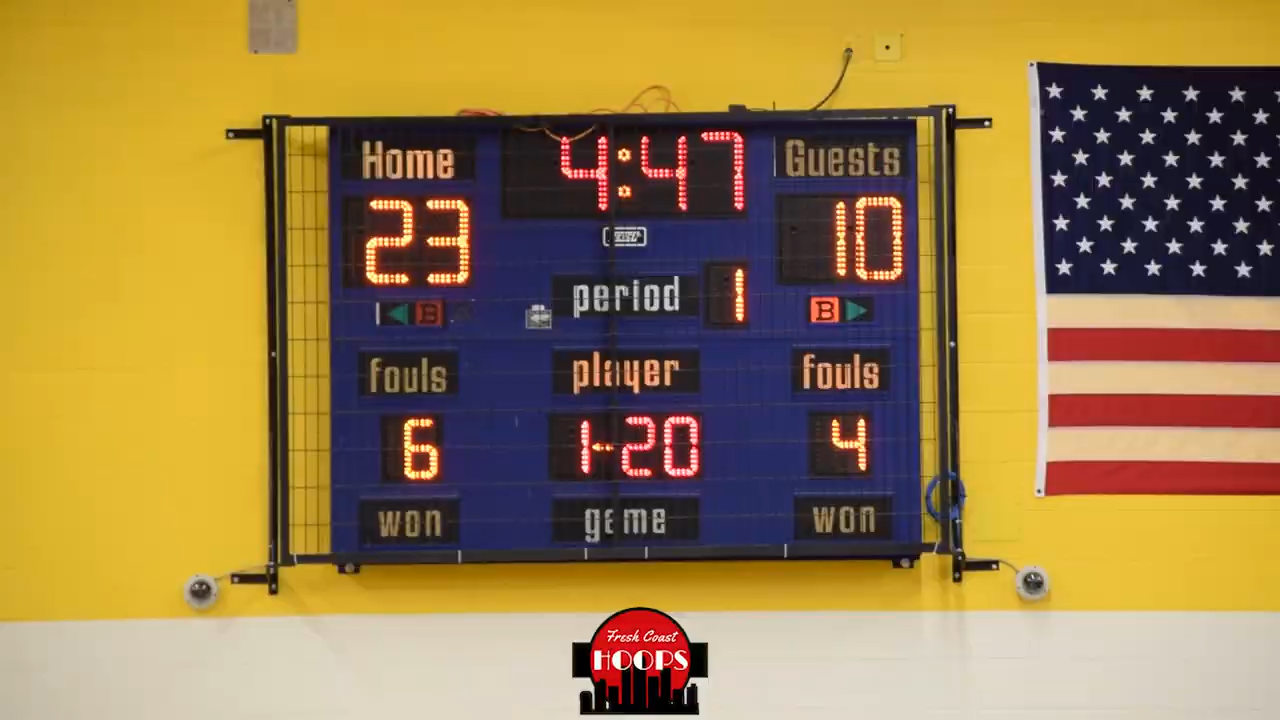 Home
4:47
Guests
23
10
period
1
B
B
fouls
player
fouls
6
1-20
4
won
game
won
Fresh Coast
HOOPS